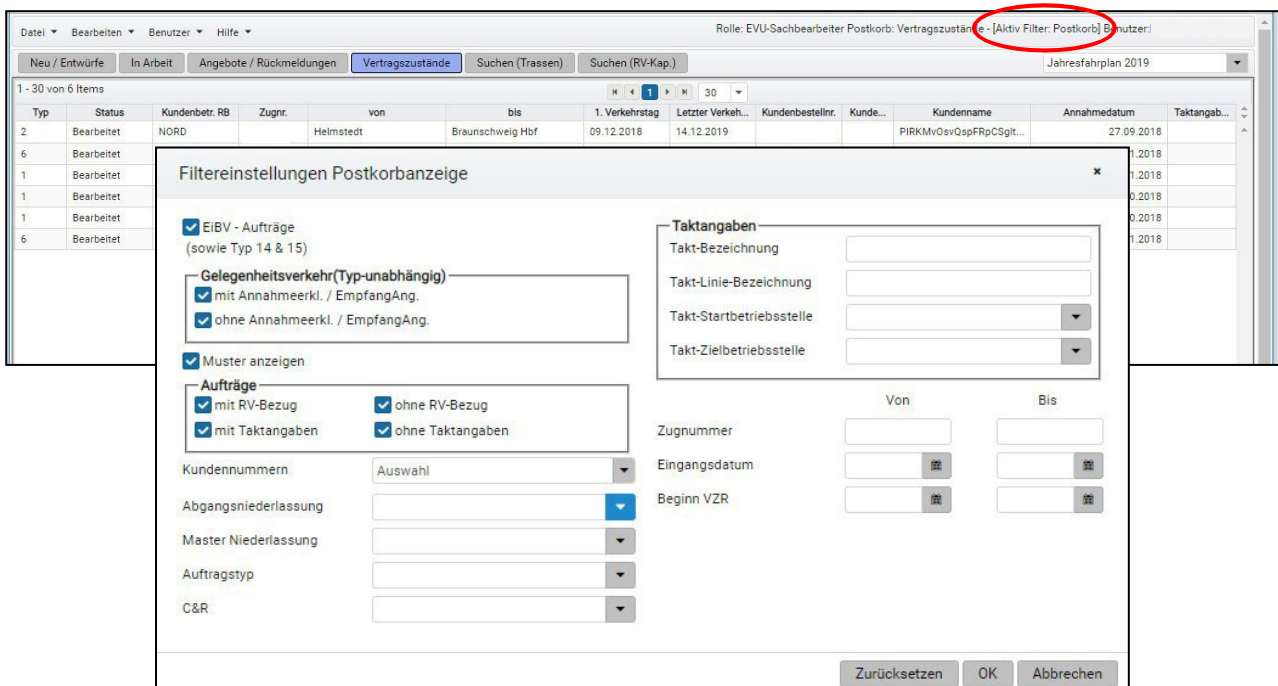 Rolle: EVU-Sachbearbeiter Postkorb: Vertragszustände - [Aktiv Filter: Postkorb] Benutzer:
Datei Bearbeiten Benutzer Hilfe
Neu / Entwürfe In Arbeit Angebote / Rückmeldungen Vertragszustände Suchen (Trassen) Suchen (RV-Kap.) Jahresfahrplan 2019
1 - 30 von 6 Items 1 30
Typ Status Kundenbetr. RB Zugnr. von bis 1. Verkehrstag Letzter Verkeh... Kundenbestellnr. Kunde... Kundenname Annahmedatum Taktangab...
2 Bearbeitet NORD Helmstedt Braunschweig Hbf 09.12.2018 14.12.2019 27.09.2018
6 Bearbeitet 1.2018
1 Bearbeitet 1.2018
1 Bearbeitet 0.2018
1 Bearbeitet 0.2018
6 Bearbeitet 1.2018
Filtereinstellungen Postkorbanzeige
EiBV - Aufträge
(sowie Typ 14 & 15)
Gelegenheitsverkehr(Typ-unabhängig)
mit Annahmeerkl. / EmpfangAng.
ohne Annahmeerkl. / EmpfangAng.
Muster anzeigen
Aufträge
mit RV-Bezug ohne RV-Bezug
mit Taktangaben ohne Taktangaben
Kundennummern Auswahl
Abgangsniederlassung
Master Niederlassung
Auftragstyp
C&R
Taktangaben
Takt-Bezeichnung
Takt-Linie-Bezeichnung
Takt-Startbetriebsstelle
Takt-Zielbetriebsstelle
Von Bis
Zugnummer
Eingangsdatum
Beginn VZR
Zurücksetzen OK Abbrechen